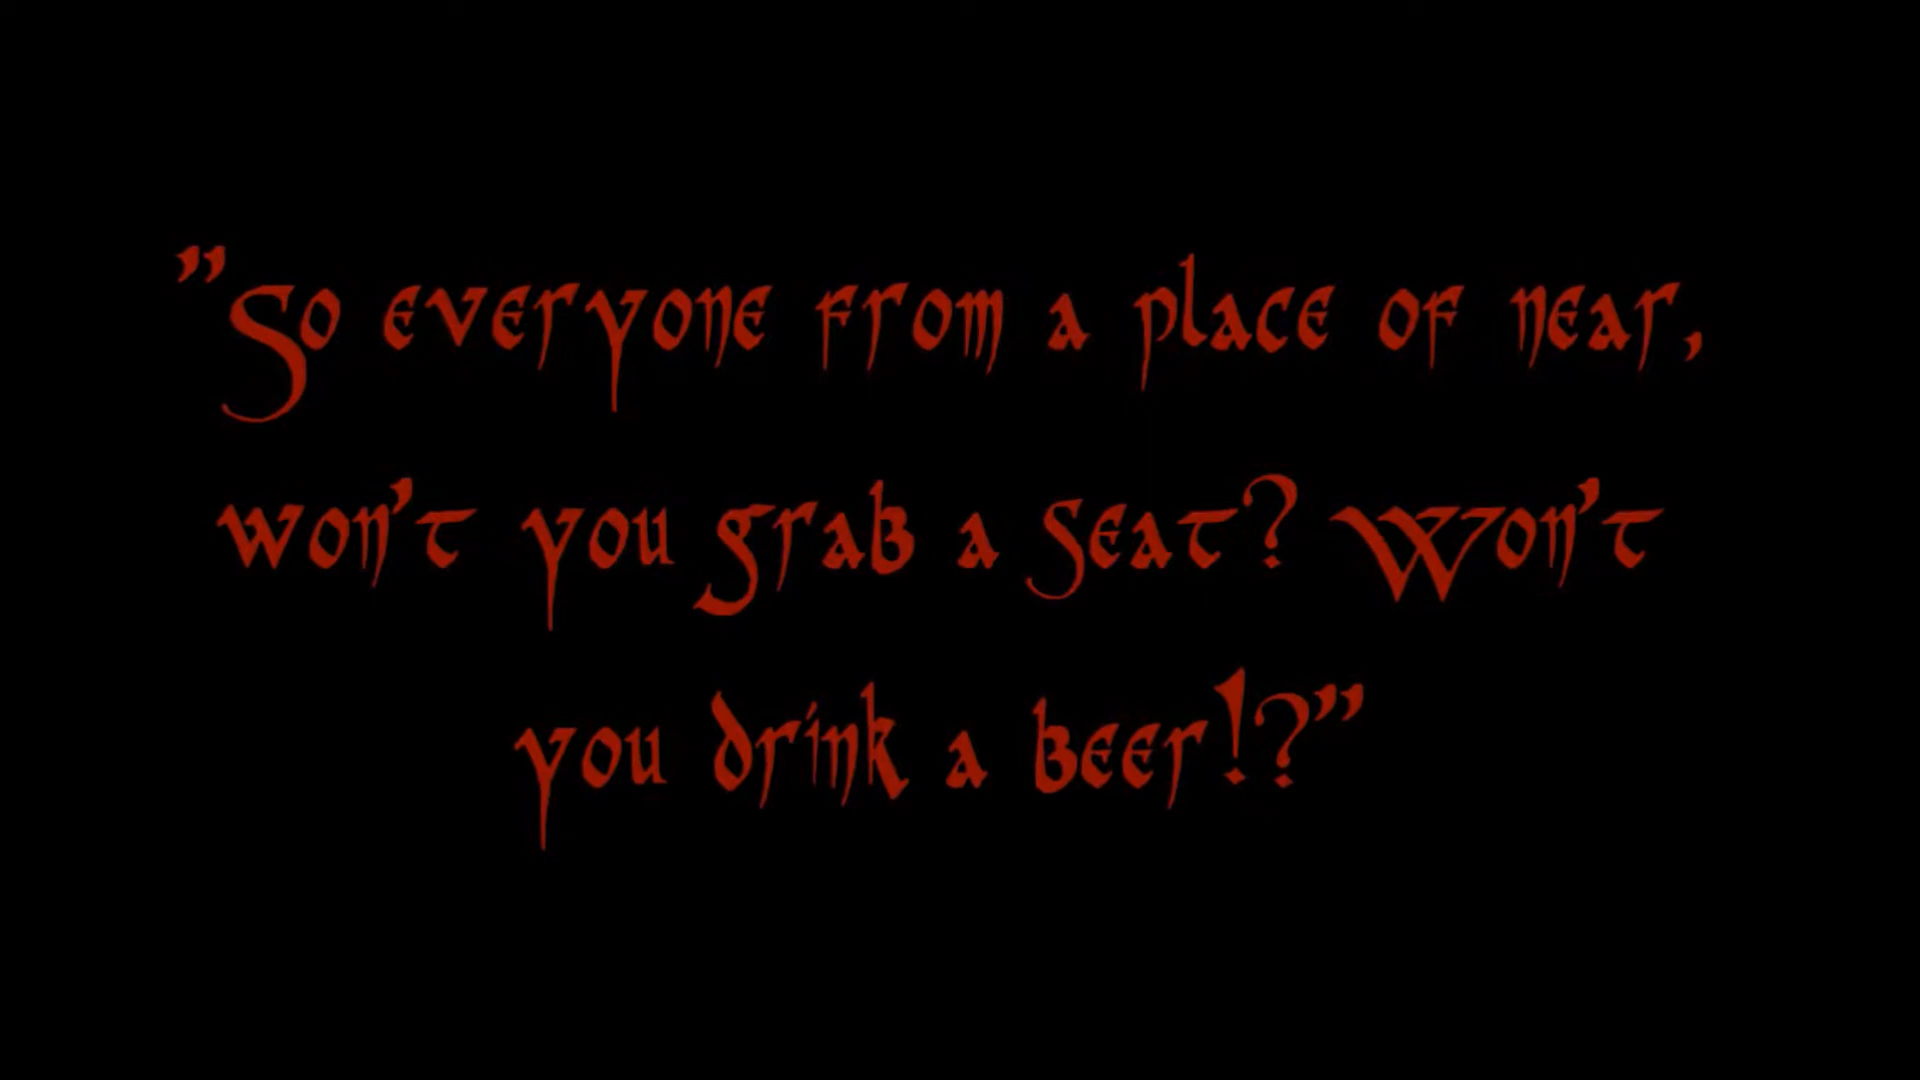 ”So everyone from a place of near,
won’t you grab a seat? Won’t
you drink a beer!?”